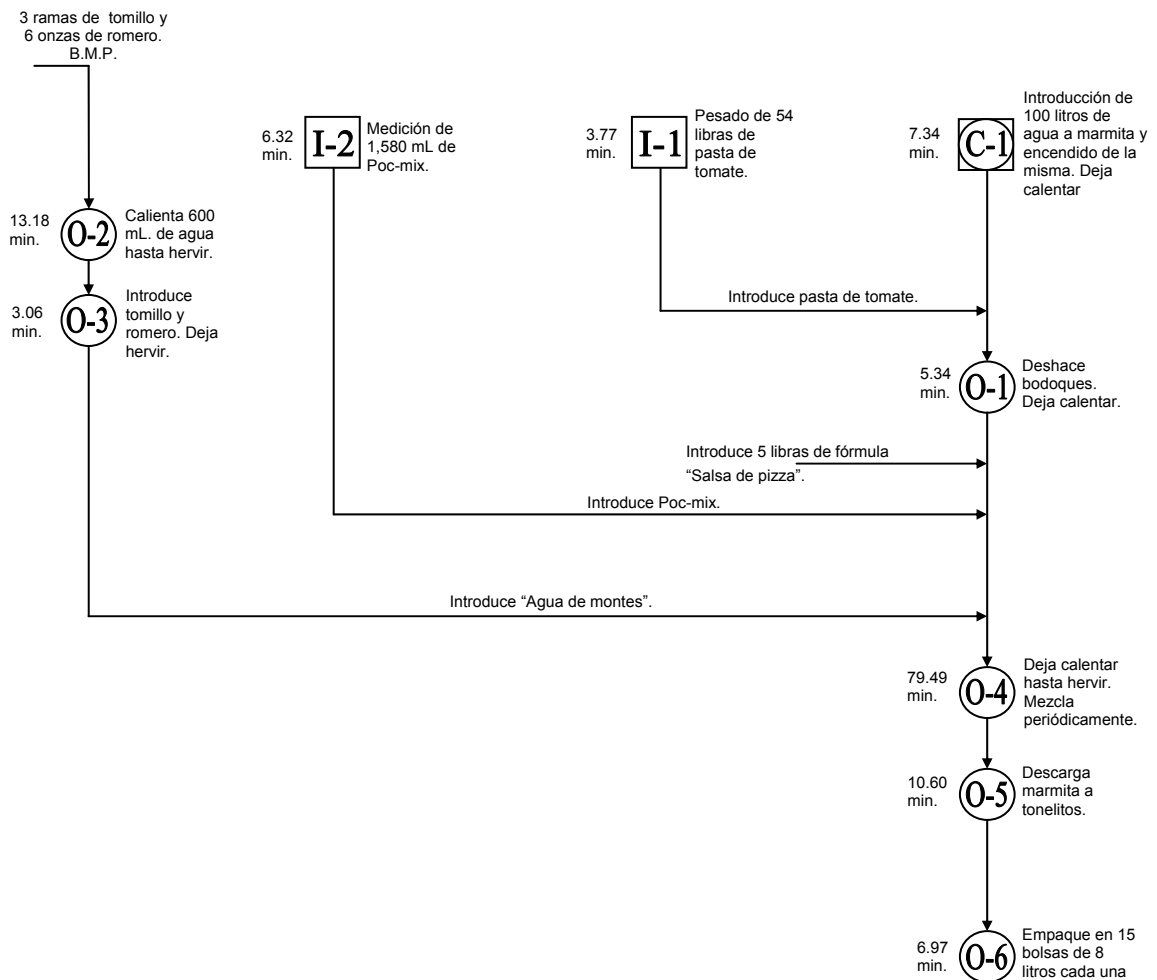 3 ramas de tomillo y
6 onzas de romero.
B.M.P.
6.32
min.
I-2
Medición de
1,580 mL de
Poc-mix.
3.77
min.
I-1
Pesado de 54
libras de
pasta de
tomate.
7.34
min.
C-1
Introducción de
100 litros de
agua a marmita y
encendido de la
misma. Deja
calentar
13.18
min.
O-2
Calienta 600
mL. de agua
hasta hervir.
3.06
min.
O-3
Introduce
tomillo y
romero. Deja
hervir.
Introduce pasta de tomate.
5.34
min.
O-1
Deshace
bodoques.
Deja calentar.
Introduce 5 libras de fórmula
“Salsa de pizza”.
Introduce Poc-mix.
Introduce “Agua de montes”.
79.49
min.
O-4
Deja calentar
hasta hervir.
Mezcla
periódicamente.
10.60
min.
O-5
Descarga
marmita a
tonelitos.
6.97
min.
O-6
Empaque en 15
bolsas de 8
litros cada una